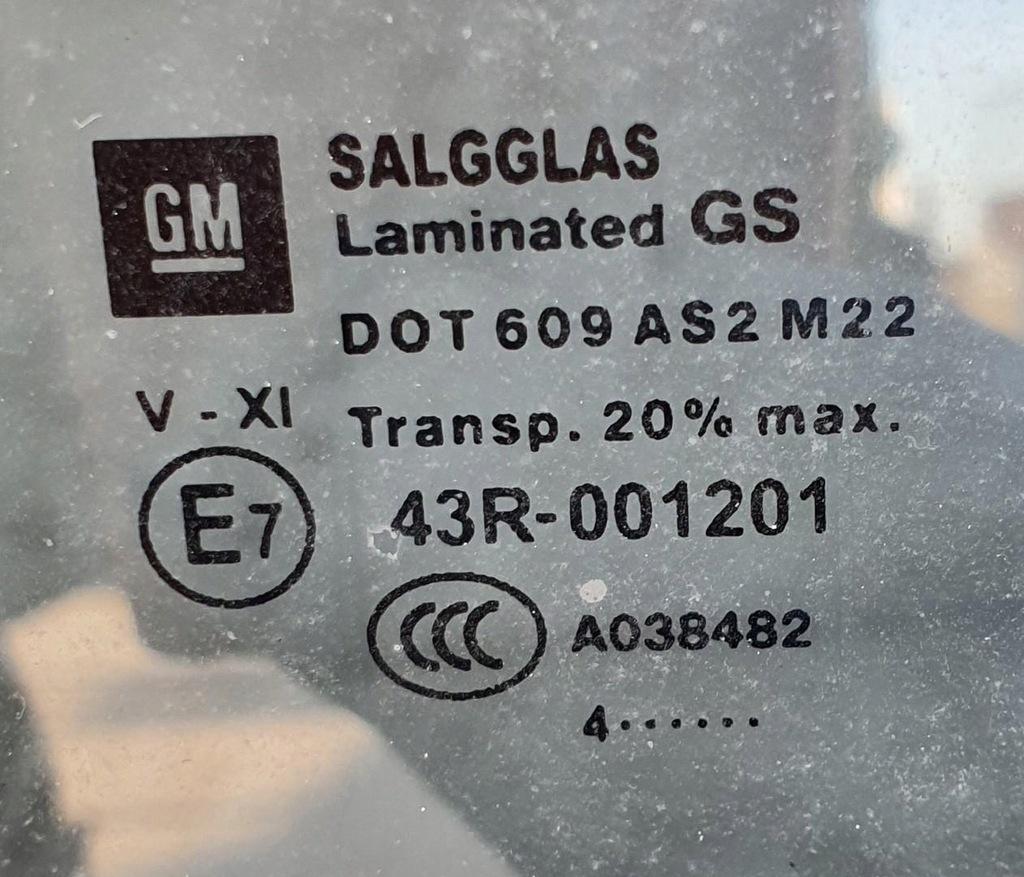 GM
SALGGLAS
Laminated GS
DOT 609 AS2 M22
V - XI
Transp. 20% max.
E7
43R-001201
CCC
A038482
4······